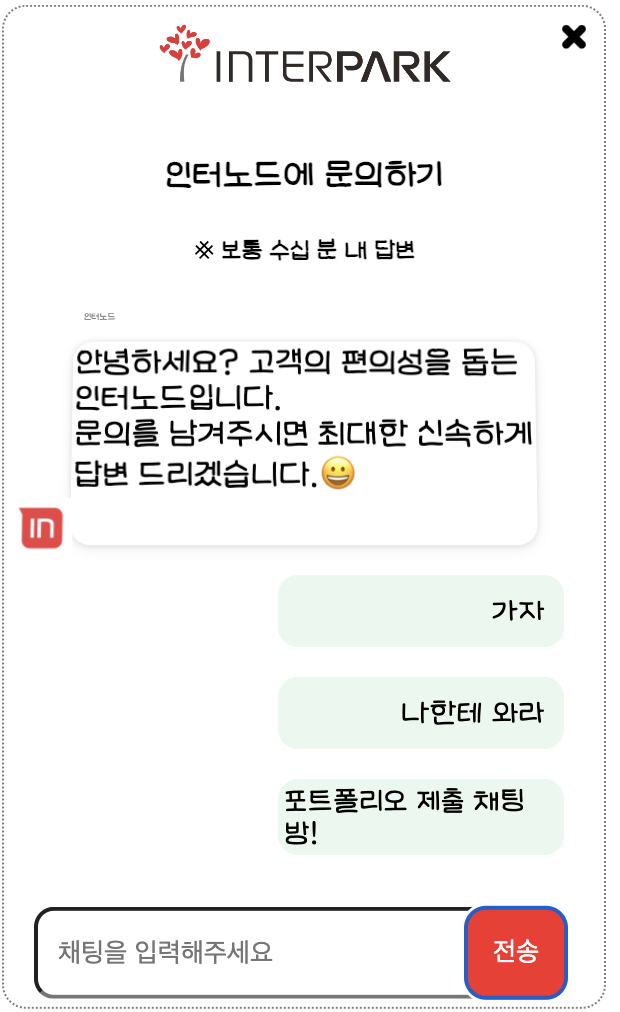 INTERPARK
인터노드에 문의하기
※ 보통 수십 분 내 답변
인터노드
안녕하세요? 고객의 편의성을 돕는
인터노드입니다.
문의를 남겨주시면 최대한 신속하게
답변 드리겠습니다.😀
in
가자
나한테 와라
포트폴리오 제출 채팅
방!
채팅을 입력해주세요
전송